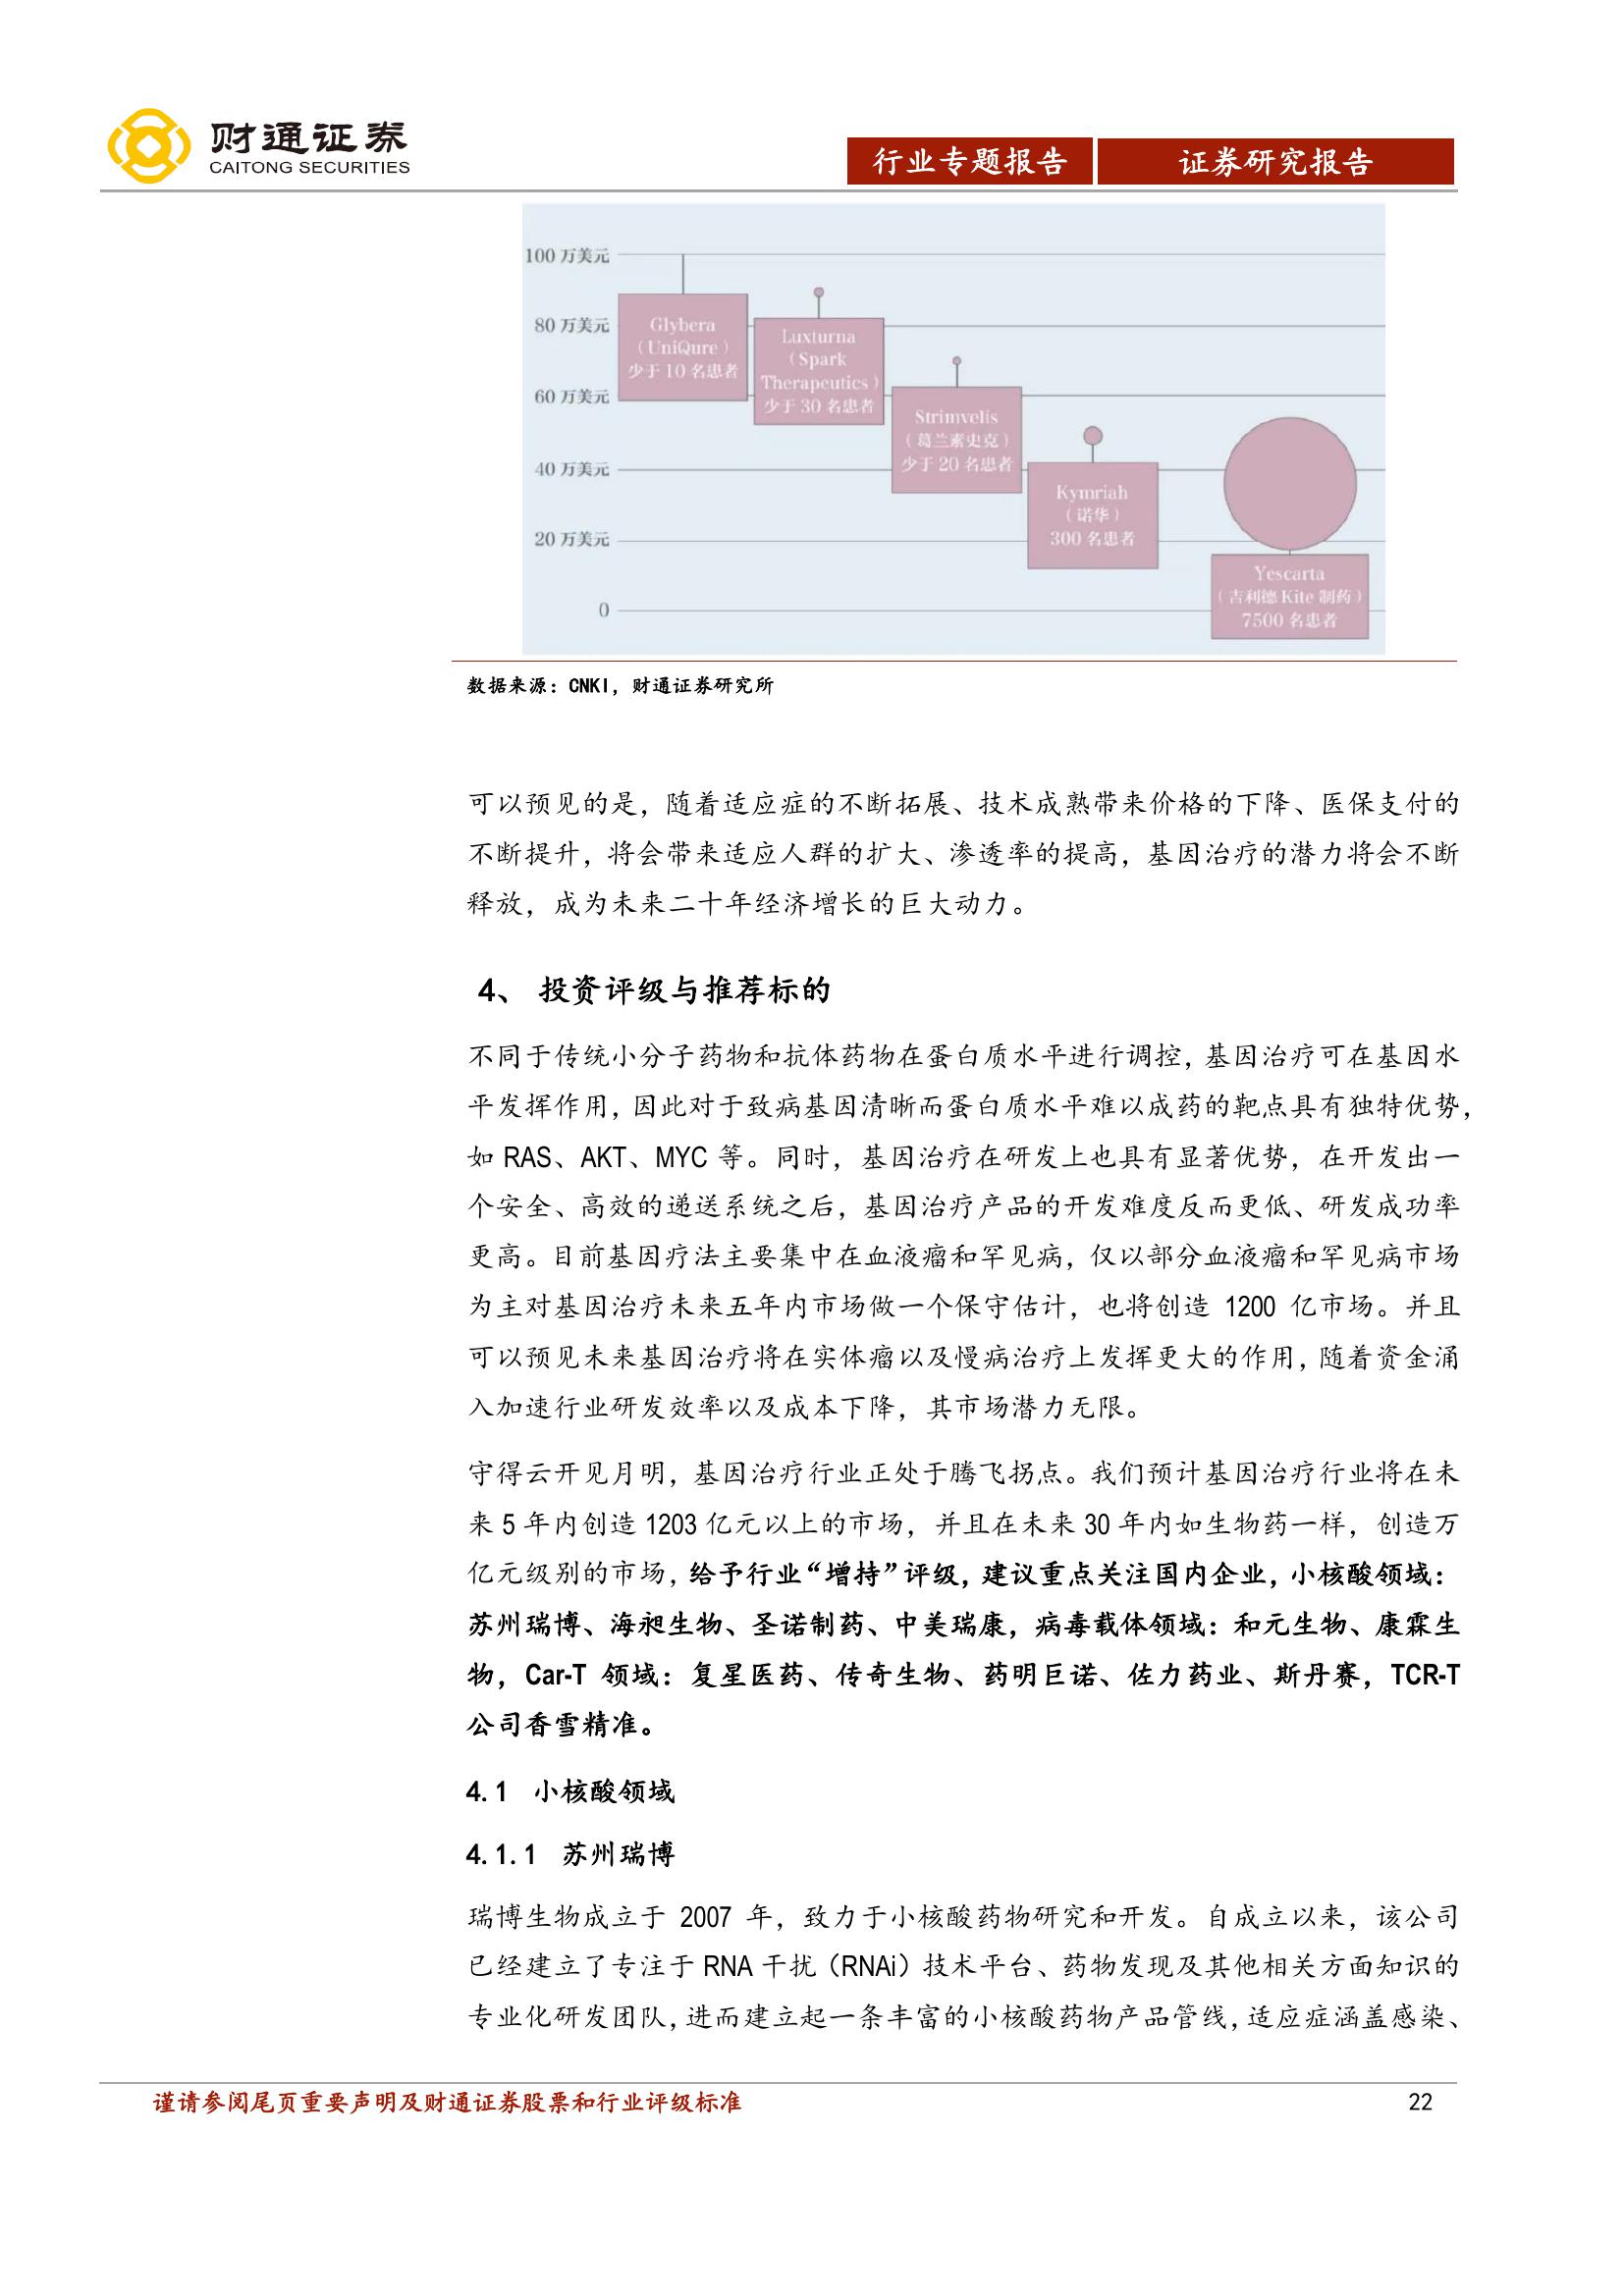 财通证券
CAITONG SECURITIES
行业专题报告
证券研究报告
100 万美元
80 万美元
60 万美元
40 万美元
20 万美元
0
Glybera
（UniQure）
少于 10 名患者
Luxturna
（Spark
Therapeutics）
少于 30 名患者
Strimvelis
（葛兰素史克）
少于 20 名患者
Kymriah
（诺华）
300 名患者
Yescarta
（吉利德 Kite 制药）
7500 名患者
数据来源：CNKI，财通证券研究所
可以预见的是，随着适应症的不断拓展、技术成熟带来价格的下降、医保支付的
不断提升，将会带来适应人群的扩大、渗透率的提高，基因治疗的潜力将会不断
释放，成为未来二十年经济增长的巨大动力。
4、 投资评级与推荐标的
不同于传统小分子药物和抗体药物在蛋白质水平进行调控，基因治疗可在基因水
平发挥作用，因此对于致病基因清晰而蛋白质水平难以成药的靶点具有独特优势，
如 RAS、AKT、MYC 等。同时，基因治疗在研发上也具有显著优势，在开发出一
个安全、高效的递送系统之后，基因治疗产品的开发难度反而更低、研发成功率
更高。目前基因疗法主要集中在血液瘤和罕见病，仅以部分血液瘤和罕见病市场
为主对基因治疗未来五年内市场做一个保守估计，也将创造 1200 亿市场。并且
可以预见未来基因治疗将在实体瘤以及慢病治疗上发挥更大的作用，随着资金涌
入加速行业研发效率以及成本下降，其市场潜力无限。
守得云开见月明，基因治疗行业正处于腾飞拐点。我们预计基因治疗行业将在未
来 5 年内创造 1203 亿元以上的市场，并且在未来 30 年内如生物药一样，创造万
亿元级别的市场，给予行业“增持”评级，建议重点关注国内企业，小核酸领域：
苏州瑞博、海昶生物、圣诺制药、中美瑞康，病毒载体领域：和元生物、康霖生
物，Car-T 领域：复星医药、传奇生物、药明巨诺、佐力药业、斯丹赛，TCR-T
公司香雪精准。
4.1 小核酸领域
4.1.1 苏州瑞博
瑞博生物成立于 2007 年，致力于小核酸药物研究和开发。自成立以来，该公司
已经建立了专注于 RNA 干扰（RNAi）技术平台、药物发现及其他相关方面知识的
专业化研发团队，进而建立起一条丰富的小核酸药物产品管线，适应症涵盖感染、
谨请参阅尾页重要声明及财通证券股票和行业评级标准
22